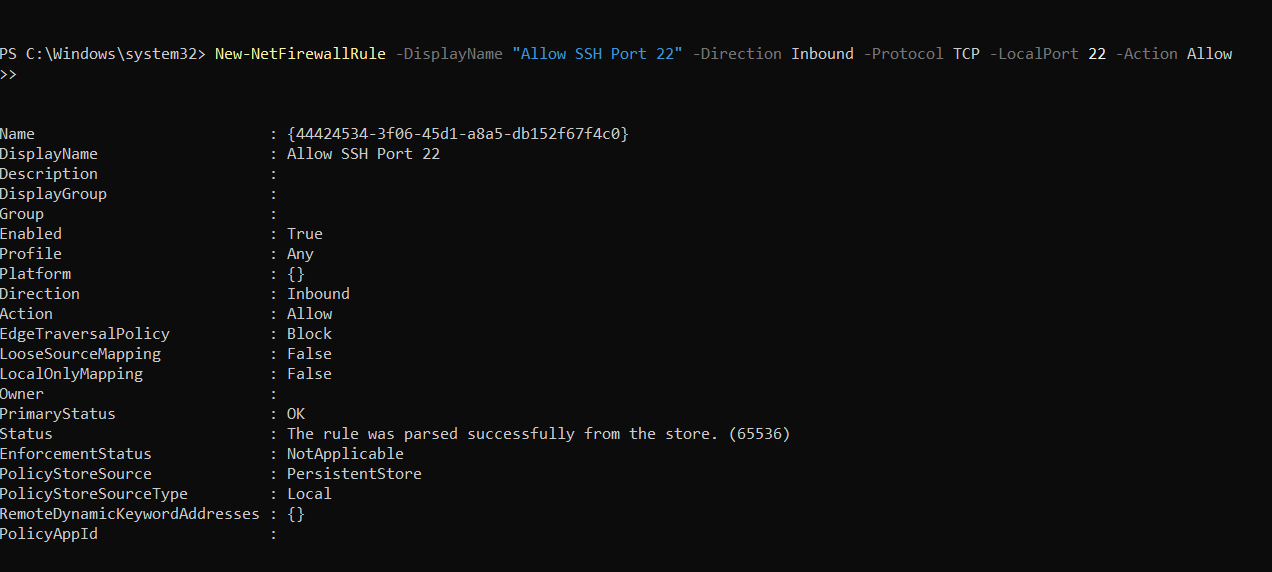 PS C:\Windows\system32> New-NetFirewallRule -DisplayName "Allow SSH Port 22" -Direction Inbound -Protocol TCP -LocalPort 22 -Action Allow
>>
Name                          : {44424534-3f06-45d1-a8a5-db152f67f4c0}
DisplayName                   : Allow SSH Port 22
Description                   :
DisplayGroup                  :
Group                         :
Enabled                       : True
Profile                       : Any
Platform                      : {}
Direction                     : Inbound
Action                        : Allow
EdgeTraversalPolicy           : Block
LooseSourceMapping            : False
LocalOnlyMapping              : False
Owner                         :
PrimaryStatus                 : OK
Status                        : The rule was parsed successfully from the store. (65536)
EnforcementStatus             : NotApplicable
PolicyStoreSource             : PersistentStore
PolicyStoreSourceType         : Local
RemoteDynamicKeywordAddresses : {}
PolicyAppId                   :